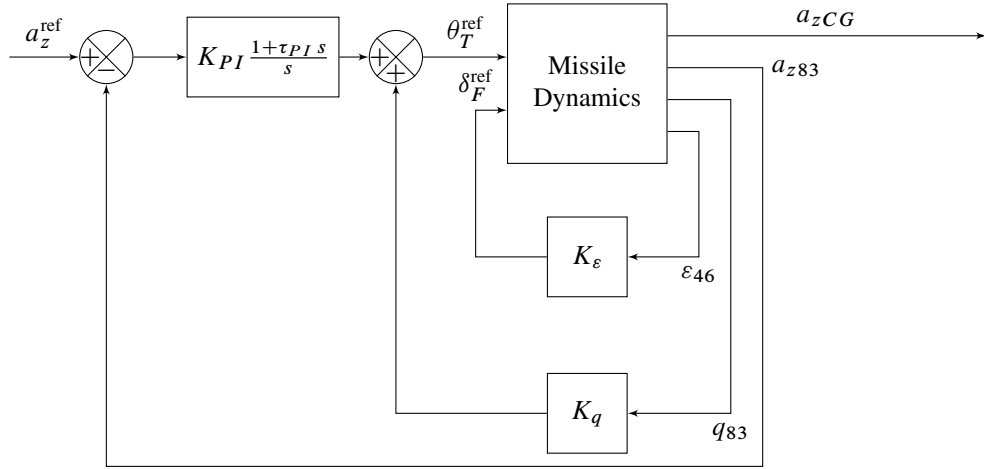 a_z^ref
+
−
K_PI (1+τ_PI s)/s
+
+
θ_T^ref
δ_F^ref
Missile
Dynamics
a_zCG
a_z83
K_ε
ε_46
K_q
q_83